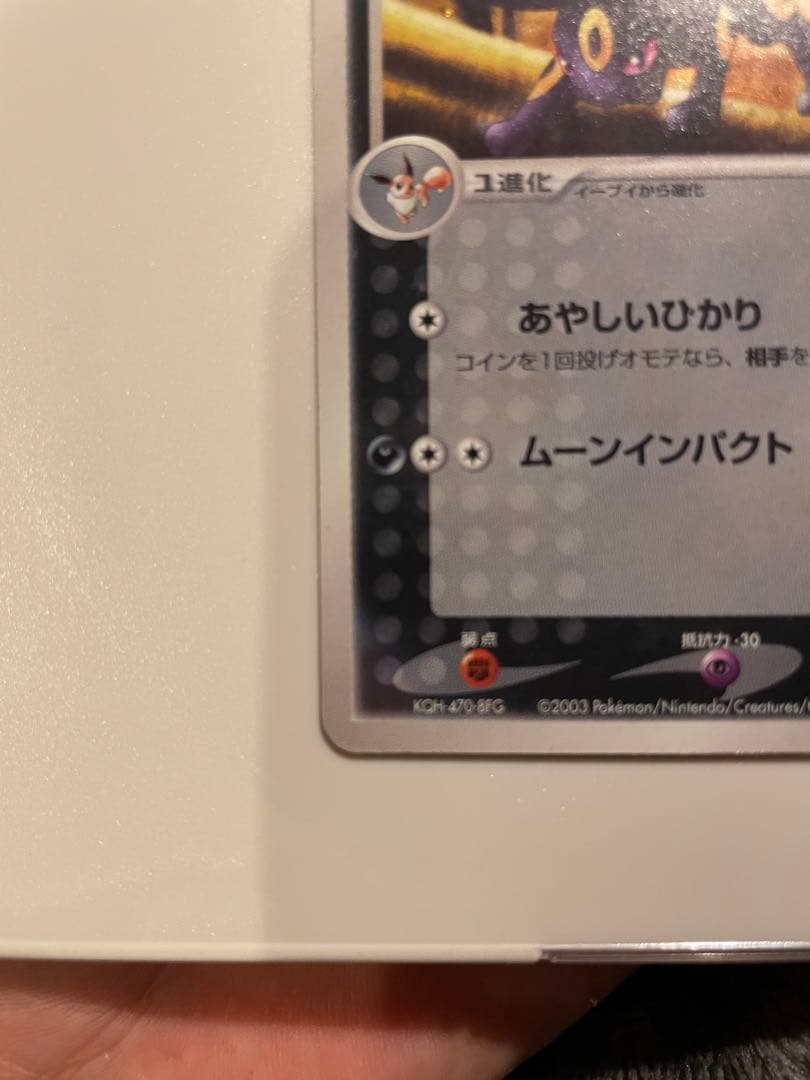 1進化 イーブイから進化
あやしいひかり
コインを1回投げオモテなら、相手を
ムーンインパクト
弱点 抵抗力 -30
KQH-470-8FG ©2003 Pokémon/Nintendo/Creatures/